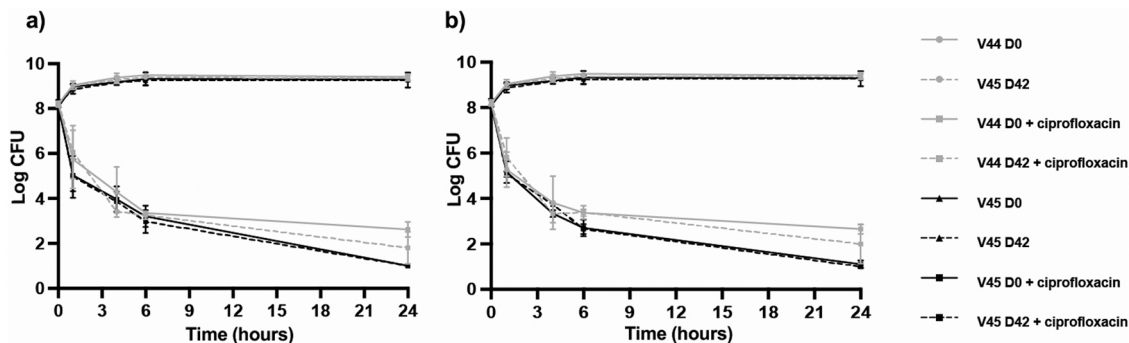 a)
10
8
6
4
2
0
Log CFU
0 3 6 9 12 15 18 21 24
Time (hours)
b)
10
8
6
4
2
0
Log CFU
0 3 6 9 12 15 18 21 24
Time (hours)
V44 D0
V45 D42
V44 D0 + ciprofloxacin
V44 D42 + ciprofloxacin
V45 D0
V45 D42
V45 D0 + ciprofloxacin
V45 D42 + ciprofloxacin